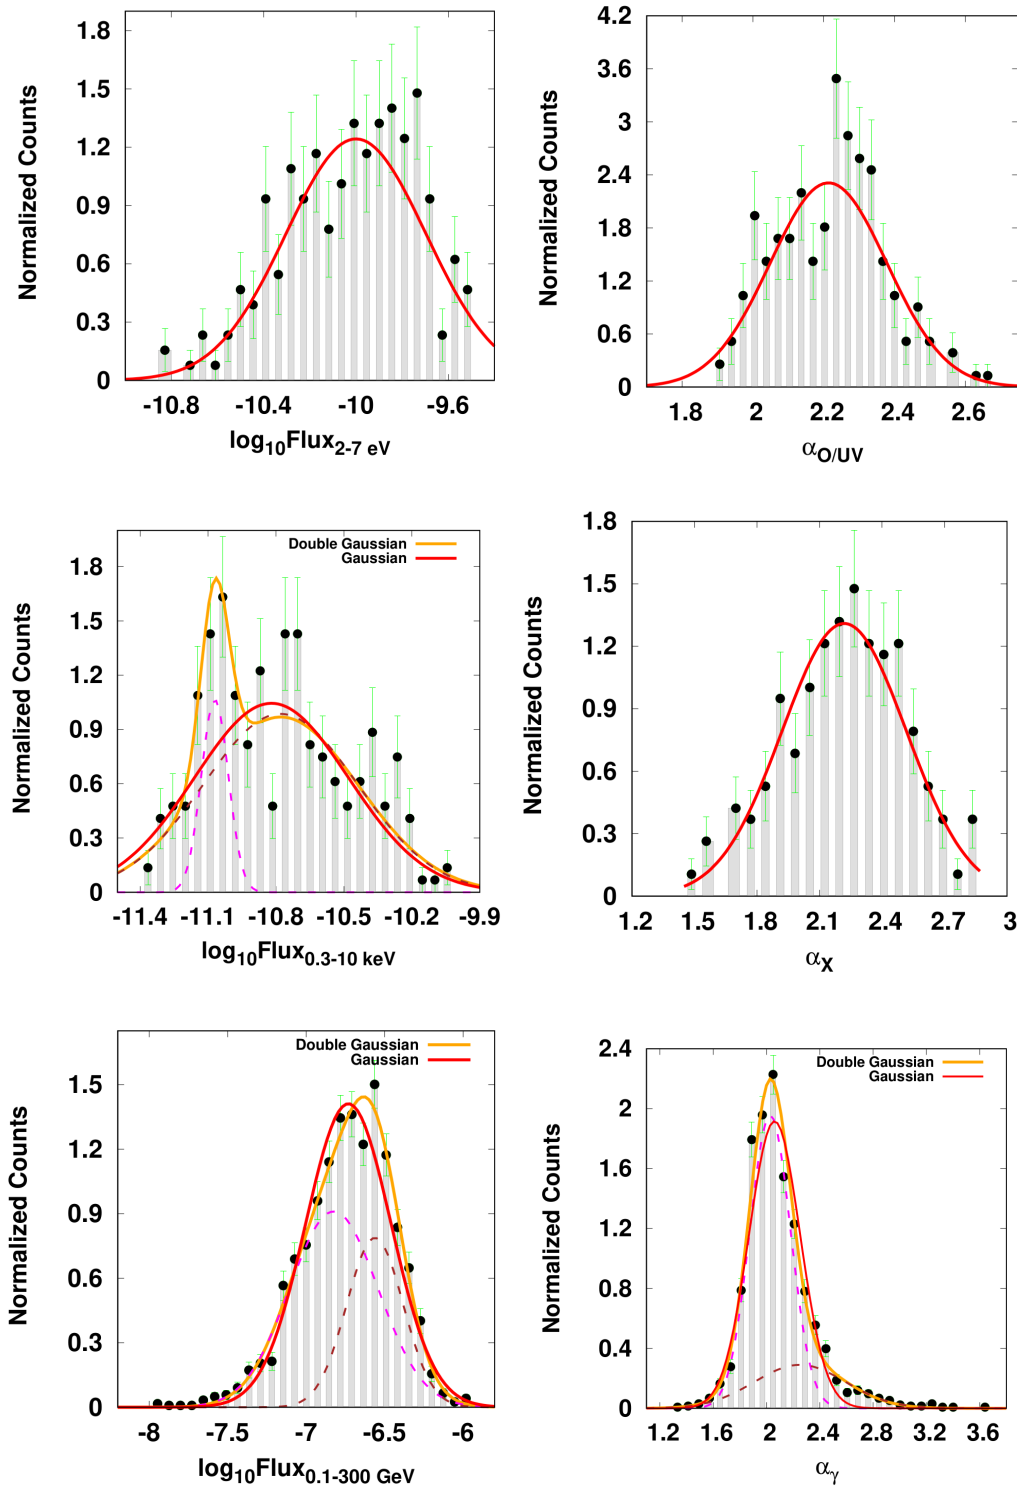 Normalized Counts
1.8
1.5
1.2
0.9
0.6
0.3
0
-10.8 -10.4 -10 -9.6
log10Flux2-7 eV
Normalized Counts
4.2
3.6
3
2.4
1.8
1.2
0.6
0
1.8 2 2.2 2.4 2.6
αO/UV
Normalized Counts
Double Gaussian
Gaussian
1.8
1.5
1.2
0.9
0.6
0.3
0
-11.4 -11.1 -10.8 -10.5 -10.2 -9.9
log10Flux0.3-10 keV
Normalized Counts
1.8
1.5
1.2
0.9
0.6
0.3
0
1.2 1.5 1.8 2.1 2.4 2.7 3
αX
Normalized Counts
Double Gaussian
Gaussian
1.5
1.2
0.9
0.6
0.3
0
-8 -7.5 -7 -6.5 -6
log10Flux0.1-300 GeV
Normalized Counts
Double Gaussian
Gaussian
2.4
2
1.6
1.2
0.8
0.4
0
1.2 1.6 2 2.4 2.8 3.2 3.6
αγ